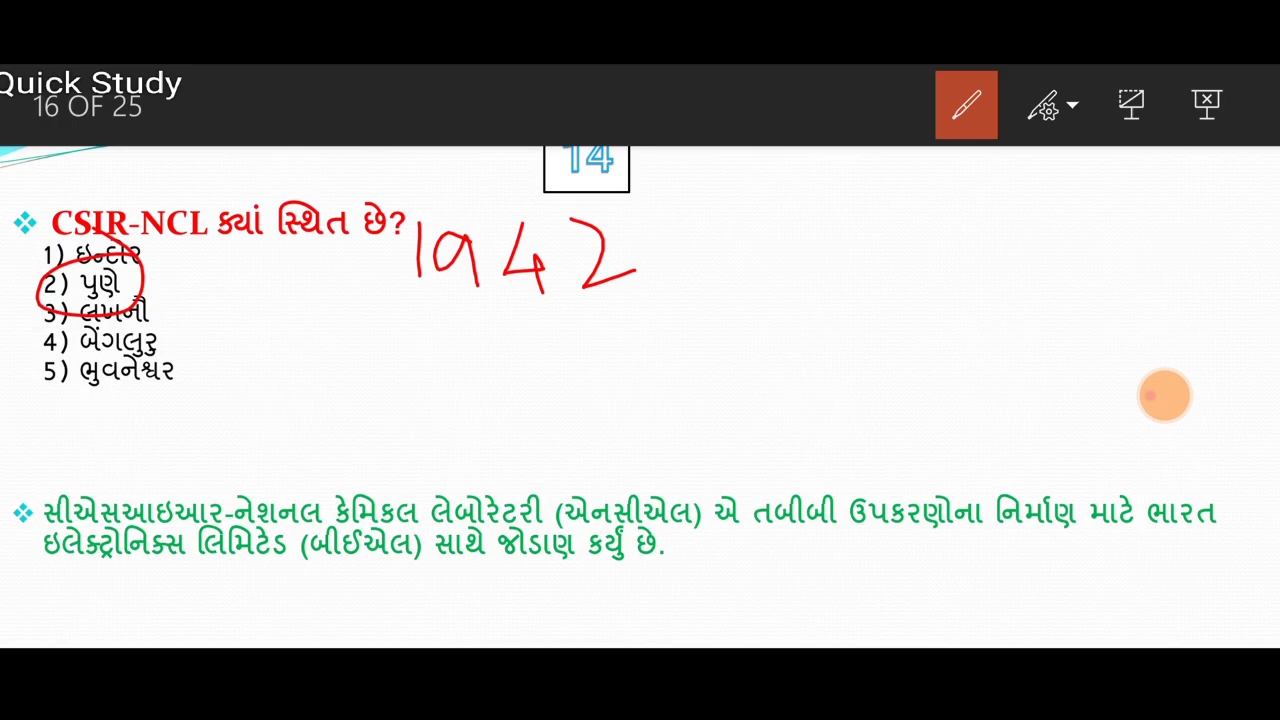 Quick Study
16 OF 25
14
CSIR-NCL ક્યાં સ્થિત છે?
1942
1) ઇન્દોર
2) પુણે
3) લખનૌ
4) બેંગલુરુ
5) ભુવનેશ્વર
સીએસઆઇઆર-નેશનલ કેમિકલ લેબોરેટરી (એનસીએલ) એ તબીબી ઉપકરણોના નિર્માણ માટે ભારત
ઇલેક્ટ્રોનિક્સ લિમિટેડ (બીઈએલ) સાથે જોડાણ કર્યું છે.